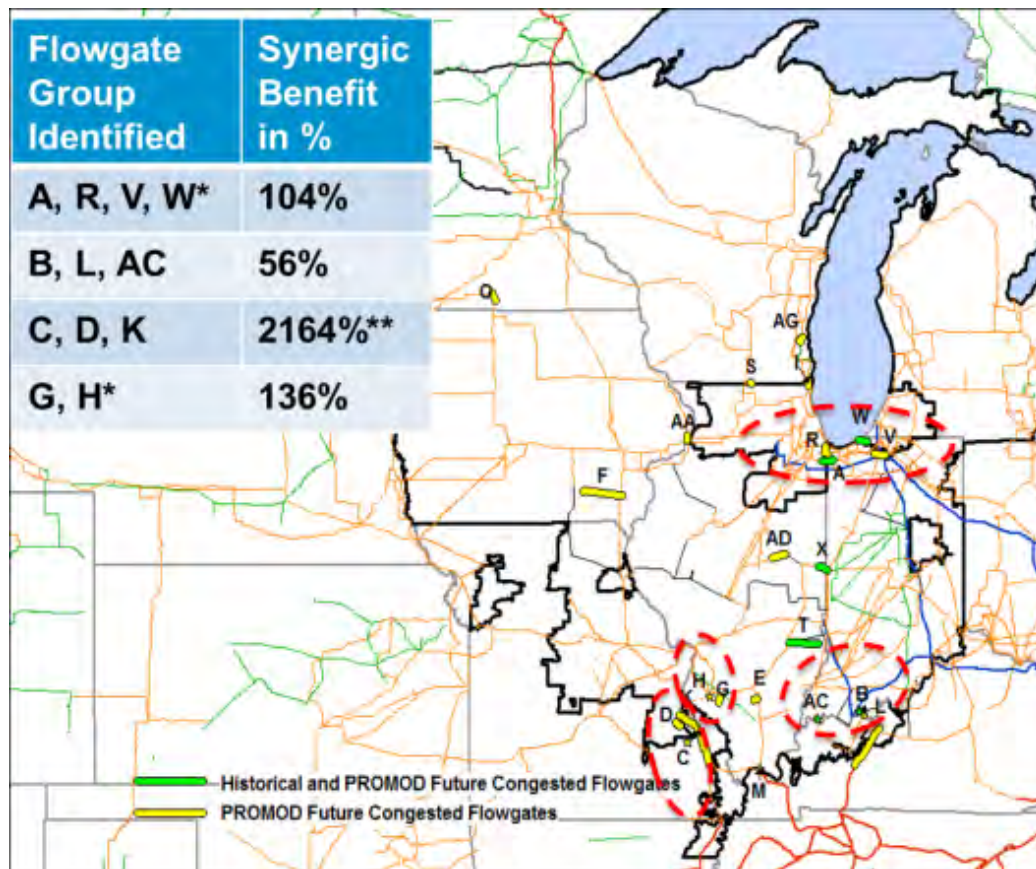 Flowgate
Group
Identified
Synergic
Benefit
in %
A, R, V, W*
104%
B, L, AC
56%
C, D, K
2164%**
G, H*
136%
O
AG
S
AA
W
R
V
A
F
AD
X
T
H
G
E
AC
B
L
D
K
C
M
Historical and PROMOD Future Congested Flowgates
PROMOD Future Congested Flowgates